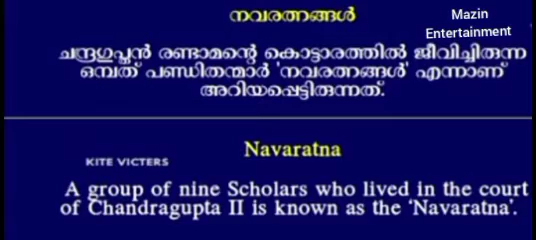 നവരത്നങ്ങൾ
Mazin
Entertainment
ചന്ദ്രഗുപ്തൻ രണ്ടാമന്റെ കൊട്ടാരത്തിൽ ജീവിച്ചിരുന്ന
ഒമ്പത് പണ്ഡിതന്മാർ 'നവരത്നങ്ങൾ' എന്നാണ്
അറിയപ്പെട്ടിരുന്നത്.
Navaratna
KITE VICTERS
A group of nine Scholars who lived in the court
of Chandragupta II is known as the ‘Navaratna’.